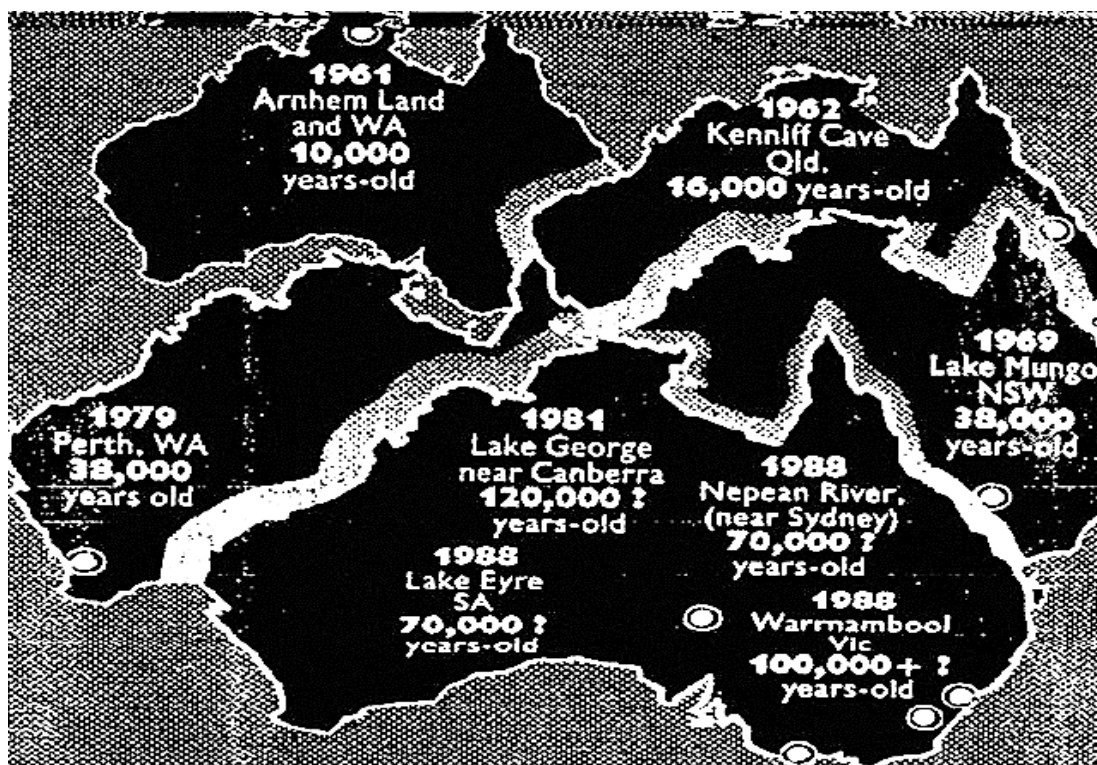 1961
Arnhem Land
and WA
10,000
years-old
1962
Kenniff Cave
Qld.
16,000 years-old
1969
Lake Mungo
NSW
38,000
years-old
1979
Perth, WA
38,000
years old
1981
Lake George
near Canberra
120,000 ?
years-old
1988
Nepean River,
(near Sydney)
70,000 ?
years-old
1988
Lake Eyre
SA
70,000 ?
years-old
1988
Warrnambool
Vic
100,000 + ?
years-old